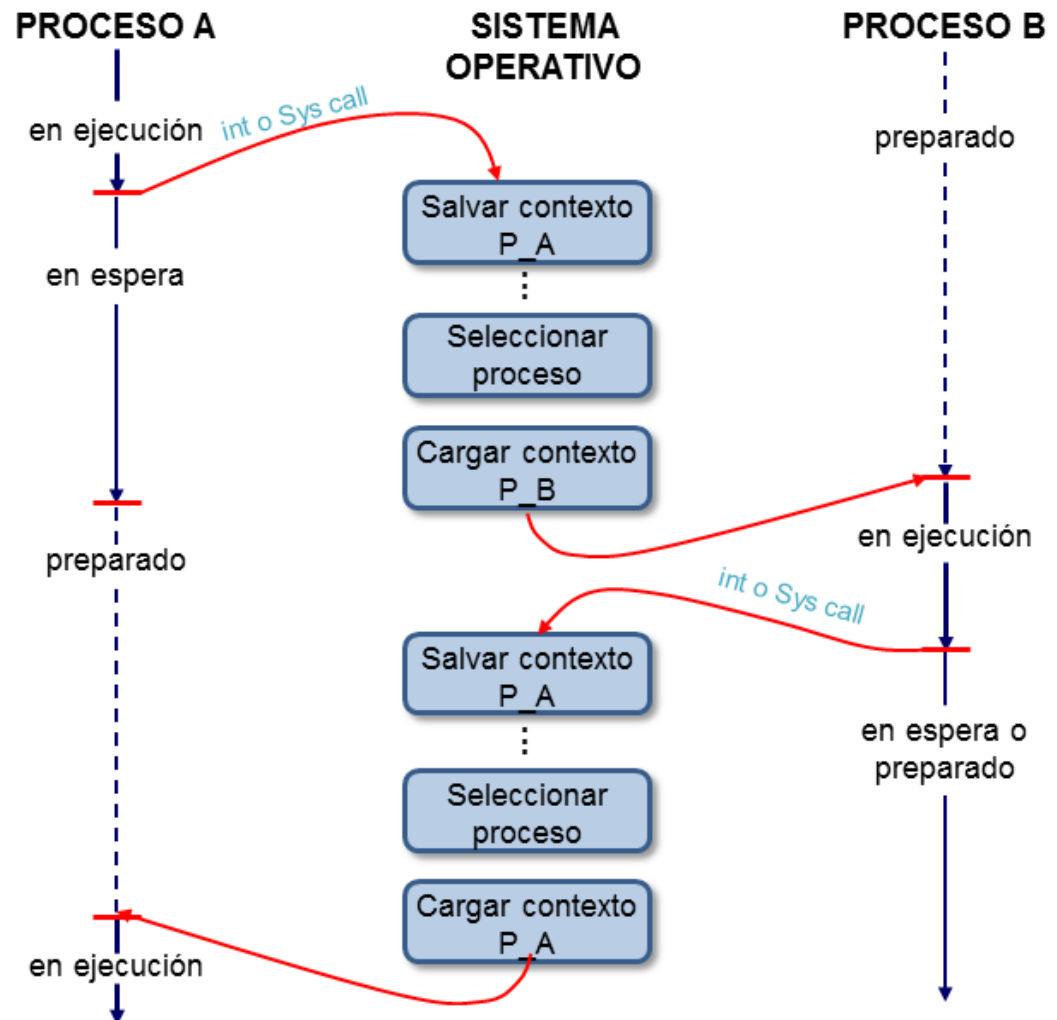 PROCESO A
SISTEMA
OPERATIVO
PROCESO B
en ejecución
int o Sys call
preparado
Salvar contexto
P_A
en espera
Seleccionar
proceso
Cargar contexto
P_B
preparado
en ejecución
int o Sys call
Salvar contexto
P_A
en espera o
preparado
Seleccionar
proceso
Cargar contexto
P_A
en ejecución